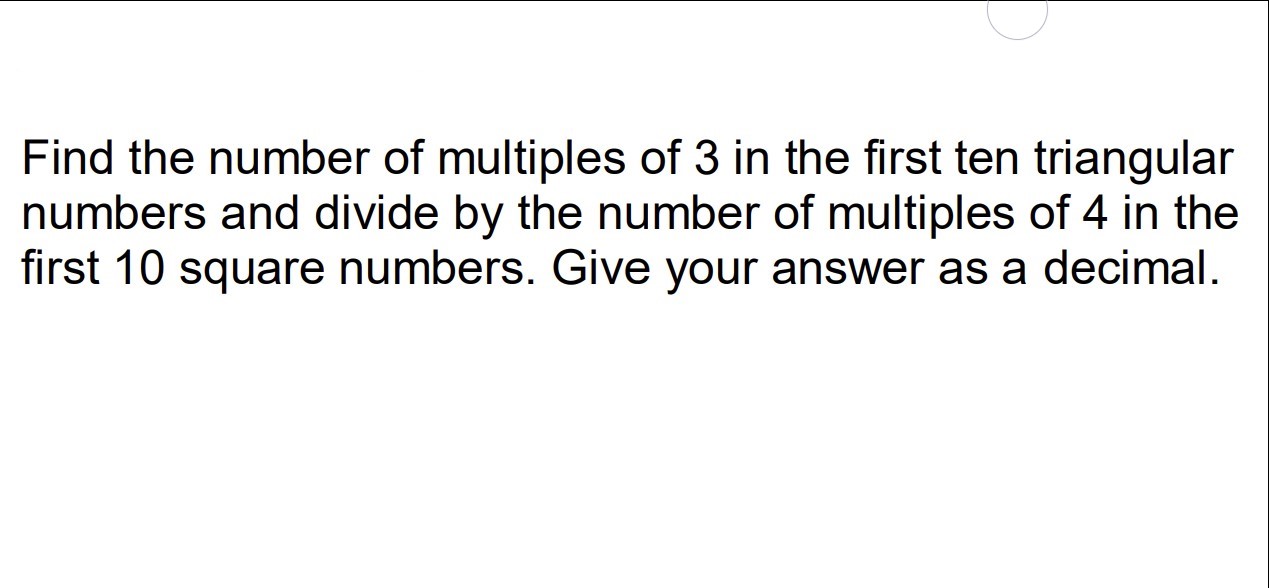 Find the number of multiples of 3 in the first ten triangular
numbers and divide by the number of multiples of 4 in the
first 10 square numbers. Give your answer as a decimal.